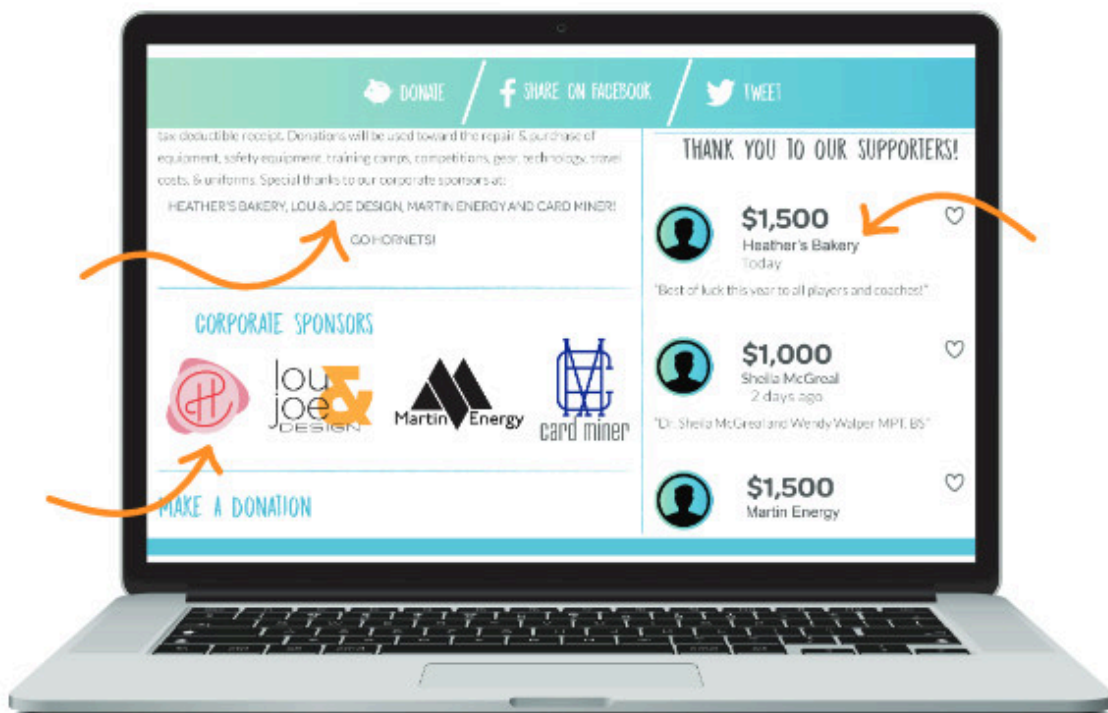 DONATE
SHARE ON FACEBOOK
TWEET
tax deductible receipt. Donations will be used toward the repair & purchase of
equipment, safety equipment, training camps, competitions, gear, technology, travel
costs, & uniforms. Special thanks to our corporate sponsors at:
HEATHER'S BAKERY, LOU & JOE DESIGN, MARTIN ENERGY AND CARD MINER!
GO HORNETS!
CORPORATE SPONSORS
H
lou &
joe
DESIGN
Martin Energy
CM
card miner
MAKE A DONATION
THANK YOU TO OUR SUPPORTERS!
$1,500
Heather's Bakery
Today
"Best of luck this year to all players and coaches!"
$1,000
Sheila McGreal
2 days ago
"Dr. Sheila McGreal and Wendy Walper MPT, BS"
$1,500
Martin Energy